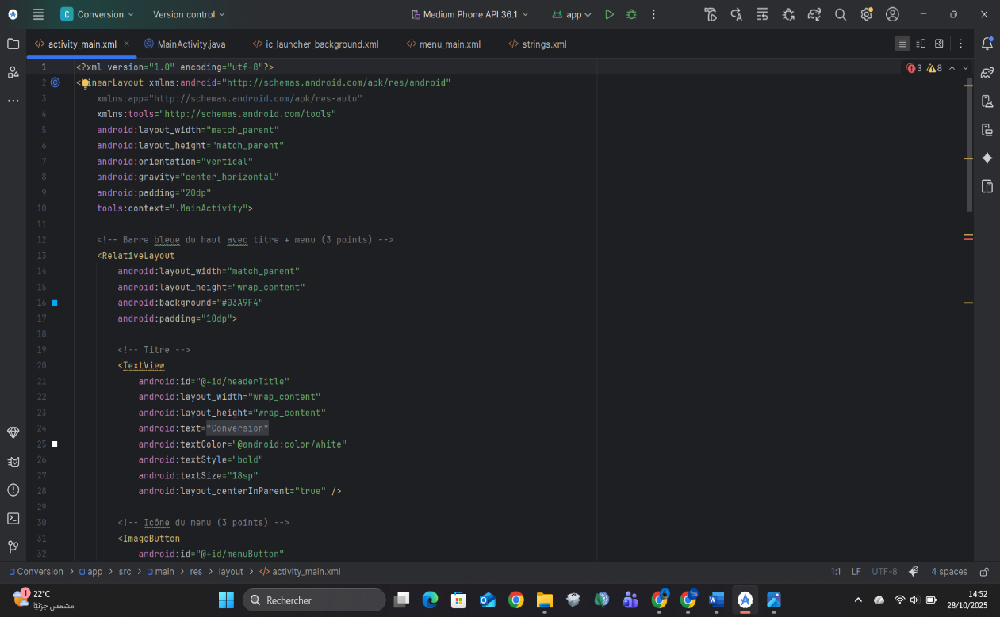 C Conversion Version control Medium Phone API 36.1 app
activity_main.xml MainActivity.java ic_launcher_background.xml menu_main.xml strings.xml
3 8
1 <?xml version="1.0" encoding="utf-8"?>
2 <LinearLayout xmlns:android="http://schemas.android.com/apk/res/android"
3 xmlns:app="http://schemas.android.com/apk/res-auto"
4 xmlns:tools="http://schemas.android.com/tools"
5 android:layout_width="match_parent"
6 android:layout_height="match_parent"
7 android:orientation="vertical"
8 android:gravity="center_horizontal"
9 android:padding="20dp"
10 tools:context=".MainActivity">
11
12 <!-- Barre bleue du haut avec titre + menu (3 points) -->
13 <RelativeLayout
14 android:layout_width="match_parent"
15 android:layout_height="wrap_content"
16 android:background="#03A9F4"
17 android:padding="10dp">
18
19 <!-- Titre -->
20 <TextView
21 android:id="@+id/headerTitle"
22 android:layout_width="wrap_content"
23 android:layout_height="wrap_content"
24 android:text="Conversion"
25 android:textColor="@android:color/white"
26 android:textStyle="bold"
27 android:textSize="18sp"
28 android:layout_centerInParent="true" />
29
30 <!-- Icône du menu (3 points) -->
31 <ImageButton
32 android:id="@+id/menuButton"
Conversion > app > src > main > res > layout > activity_main.xml 1:1 LF UTF-8 4 spaces
1 22°C
مشمس جزئيًا
Rechercher
14:52
28/10/2025